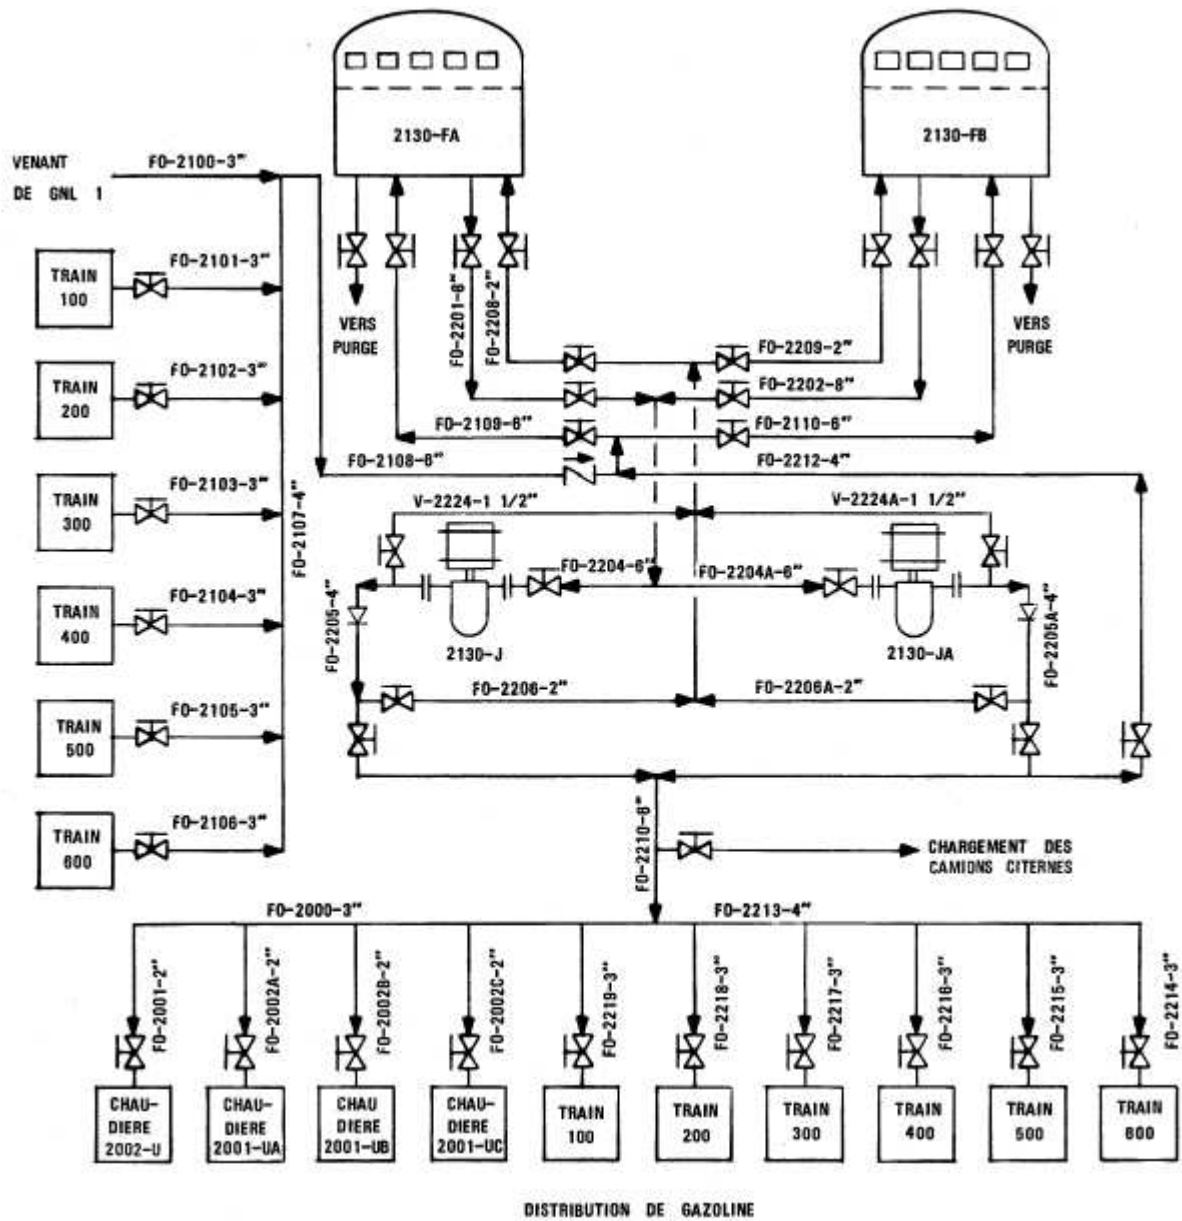 2130-FA
2130-FB
VENANT
DE GNL 1
FO-2100-3"
TRAIN
100
FO-2101-3"
TRAIN
200
FO-2102-3"
TRAIN
300
FO-2103-3"
TRAIN
400
FO-2104-3"
TRAIN
500
FO-2105-3"
TRAIN
600
FO-2106-3"
FO-2107-4"
VERS
PURGE
FO-2201-8"
FO-2208-2"
FO-2209-2"
VERS
PURGE
FO-2202-8"
FO-2109-6"
FO-2110-6"
FO-2108-6"
FO-2212-4"
V-2224-1 1/2"
V-2224A-1 1/2"
FO-2204-6"
FO-2204A-6"
FO-2205-4"
2130-J
2130-JA
FO-2205A-4"
FO-2206-2"
FO-2206A-2"
FO-2210-8"
CHARGEMENT DES
CAMIONS CITERNES
FO-2000-3"
FO-2213-4"
FO-2001-2"
FO-2002A-2"
FO-2002B-2"
FO-2002C-2"
FO-2219-3"
FO-2218-3"
FO-2217-3"
FO-2216-3"
FO-2215-3"
FO-2214-3"
CHAU-
DIERE
2002-U
CHAU-
DIERE
2001-UA
CHAU
DIERE
2001-UB
CHAU-
DIERE
2001-UC
TRAIN
100
TRAIN
200
TRAIN
300
TRAIN
400
TRAIN
500
TRAIN
600
DISTRIBUTION DE GAZOLINE